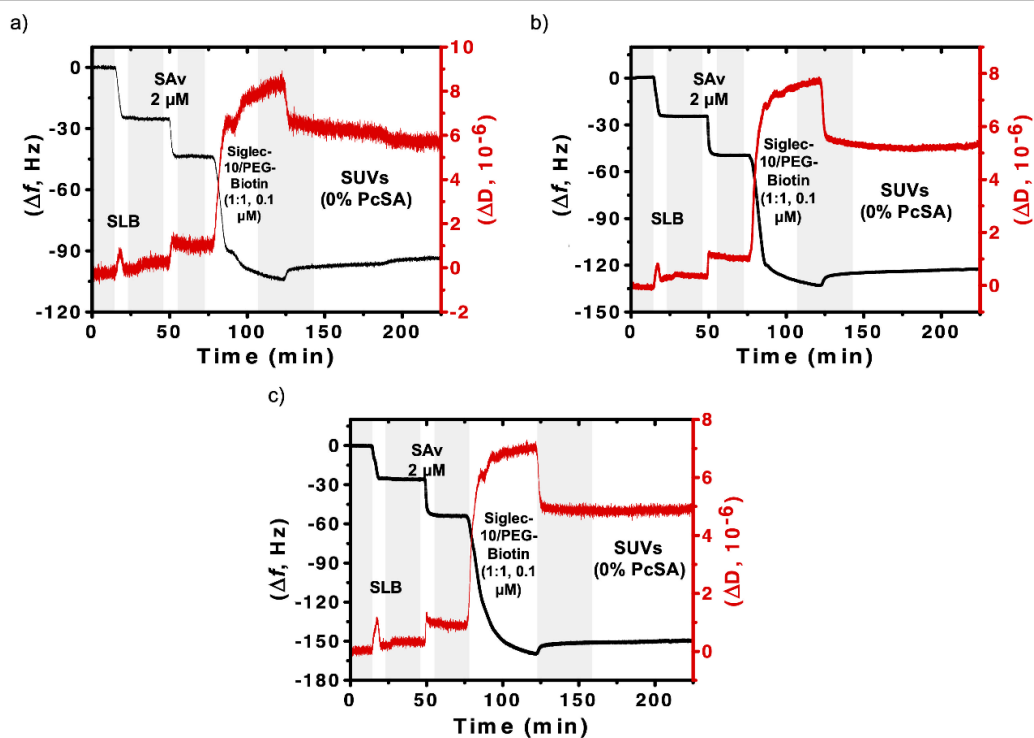 a)
b)
0
-30
-60
-90
-120
(Δf, Hz)
SAv
2 µM
Siglec-
10/PEG-
Biotin
(1:1, 0.1
µM)
SLB
SUVs
(0% PcSA)
10
8
6
4
2
0
-2
(ΔD, 10-6)
0 50 100 150 200
Time (min)
0
-30
-60
-90
-120
-150
(Δf, Hz)
SAv
2 µM
Siglec-
10/PEG-
Biotin
(1:1, 0.1
µM)
SLB
SUVs
(0% PcSA)
8
6
4
2
0
(ΔD, 10-6)
0 50 100 150 200
Time (min)
c)
0
-30
-60
-90
-120
-150
-180
(Δf, Hz)
SAv
2 µM
Siglec-
10/PEG-
Biotin
(1:1, 0.1
µM)
SLB
SUVs
(0% PcSA)
8
6
4
2
0
(ΔD, 10-6)
0 50 100 150 200
Time (min)